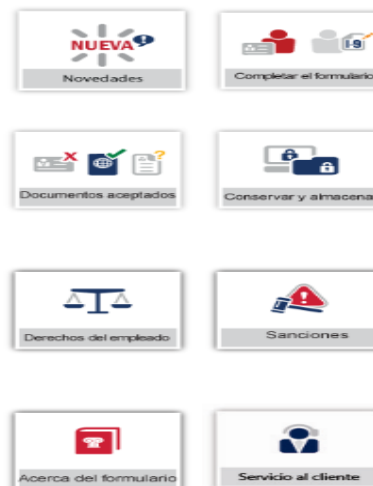 NUEVA
Novedades
I-9
Completar el formulario
Documentos aceptados
Conservar y almacena
Derechos del empleado
Sanciones
Acerca del formulario
Servicio al cliente